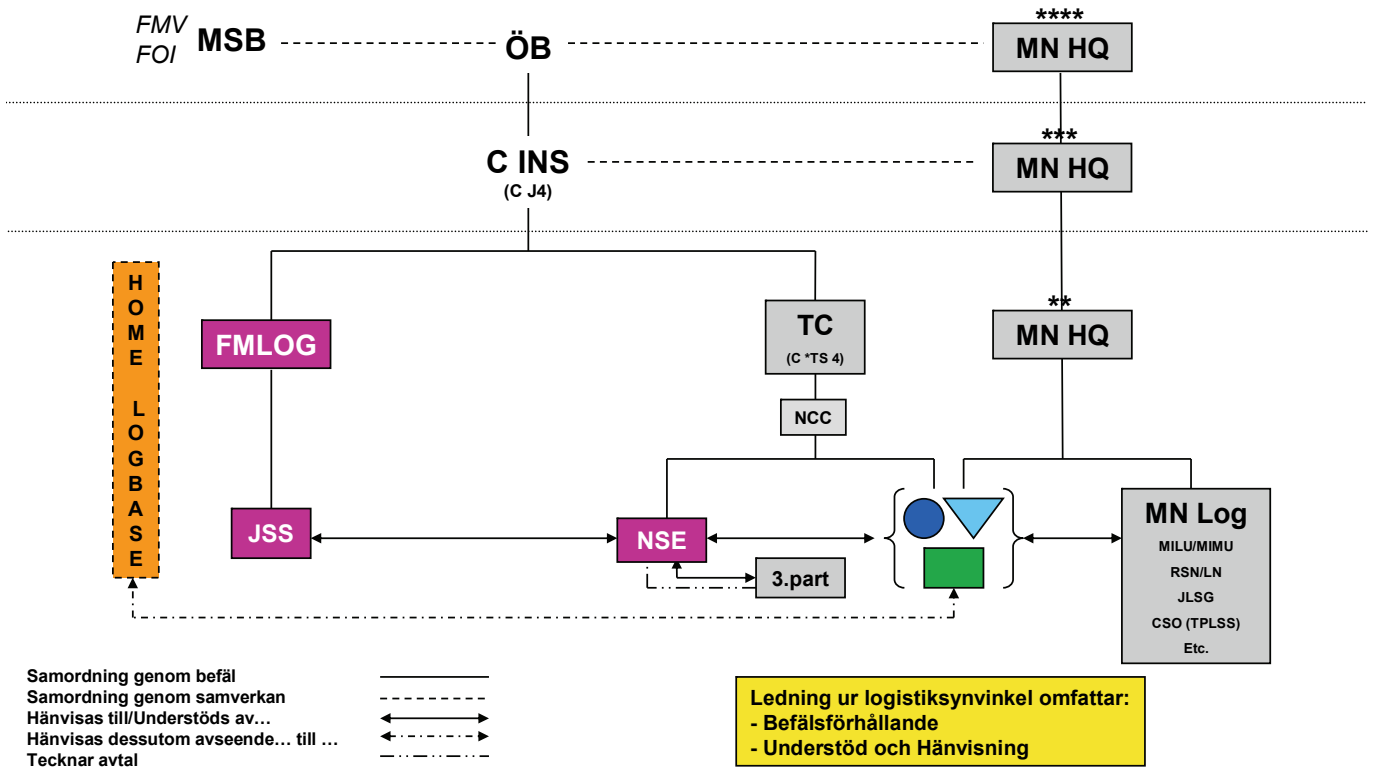 FMV
FOI
MSB
ÖB
****
MN HQ
C INS
(C J4)
***
MN HQ
HOME LOGBASE
FMLOG
TC
(C *TS 4)
**
MN HQ
NCC
JSS
NSE
3.part
MN Log
MILU/MIMU
RSN/LN
JLSG
CSO (TPLSS)
Etc.
Samordning genom befäl
Samordning genom samverkan
Hänvisas till/Understöds av…
Hänvisas dessutom avseende… till …
Tecknar avtal
Ledning ur logistiksynvinkel omfattar:
- Befälsförhållande
- Understöd och Hänvisning